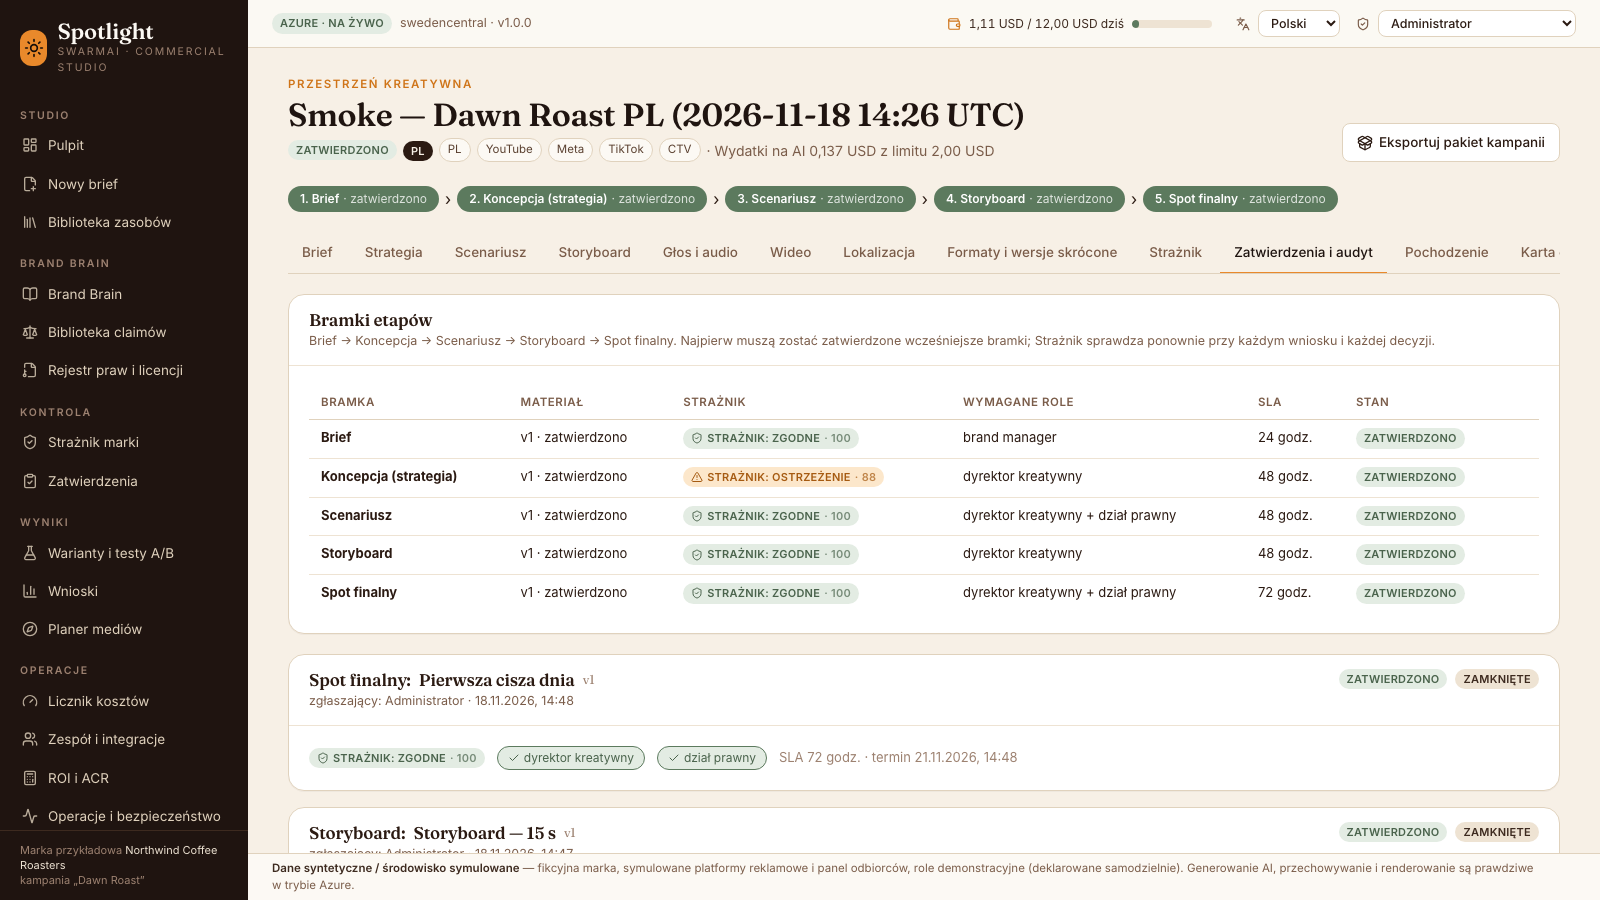 Spotlight
SWARMAI · COMMERCIAL
STUDIO
STUDIO
Pulpit
Nowy brief
Biblioteka zasobów
BRAND BRAIN
Brand Brain
Biblioteka claimów
Rejestr praw i licencji
KONTROLA
Strażnik marki
Zatwierdzenia
WYNIKI
Warianty i testy A/B
Wnioski
Planer mediów
OPERACJE
Licznik kosztów
Zespół i integracje
ROI i ACR
Operacje i bezpieczeństwo
Marka przykładowa Northwind Coffee
Roasters
kampania „Dawn Roast”
AZURE · NA ŻYWO swedencentral · v1.0.0
1,11 USD / 12,00 USD dziś
Polski
Administrator
PRZESTRZEŃ KREATYWNA
Smoke — Dawn Roast PL (2026-11-18 14:26 UTC)
ZATWIERDZONO PL PL YouTube Meta TikTok CTV · Wydatki na AI 0,137 USD z limitu 2,00 USD
Eksportuj pakiet kampanii
1. Brief · zatwierdzono › 2. Koncepcja (strategia) · zatwierdzono › 3. Scenariusz · zatwierdzono › 4. Storyboard · zatwierdzono › 5. Spot finalny · zatwierdzono
Brief Strategia Scenariusz Storyboard Głos i audio Wideo Lokalizacja Formaty i wersje skrócone Strażnik Zatwierdzenia i audyt Pochodzenie Karta
Bramki etapów
Brief → Koncepcja → Scenariusz → Storyboard → Spot finalny. Najpierw muszą zostać zatwierdzone wcześniejsze bramki; Strażnik sprawdza ponownie przy każdym wniosku i każdej decyzji.
BRAMKA MATERIAŁ STRAŻNIK WYMAGANE ROLE SLA STAN
Brief v1 · zatwierdzono STRAŻNIK: ZGODNE · 100 brand manager 24 godz. ZATWIERDZONO
Koncepcja (strategia) v1 · zatwierdzono STRAŻNIK: OSTRZEŻENIE · 88 dyrektor kreatywny 48 godz. ZATWIERDZONO
Scenariusz v1 · zatwierdzono STRAŻNIK: ZGODNE · 100 dyrektor kreatywny + dział prawny 48 godz. ZATWIERDZONO
Storyboard v1 · zatwierdzono STRAŻNIK: ZGODNE · 100 dyrektor kreatywny 48 godz. ZATWIERDZONO
Spot finalny v1 · zatwierdzono STRAŻNIK: ZGODNE · 100 dyrektor kreatywny + dział prawny 72 godz. ZATWIERDZONO
Spot finalny: Pierwsza cisza dnia v1
ZATWIERDZONO ZAMKNIĘTE
zgłaszający: Administrator · 18.11.2026, 14:48
STRAŻNIK: ZGODNE · 100 dyrektor kreatywny dział prawny SLA 72 godz. · termin 21.11.2026, 14:48
Storyboard: Storyboard — 15 s v1
ZATWIERDZONO ZAMKNIĘTE
zgłaszający: Administrator · 18.11.2026, 14:47
Dane syntetyczne / środowisko symulowane — fikcyjna marka, symulowane platformy reklamowe i panel odbiorców, role demonstracyjne (deklarowane samodzielnie). Generowanie AI, przechowywanie i renderowanie są prawdziwe
w trybie Azure.